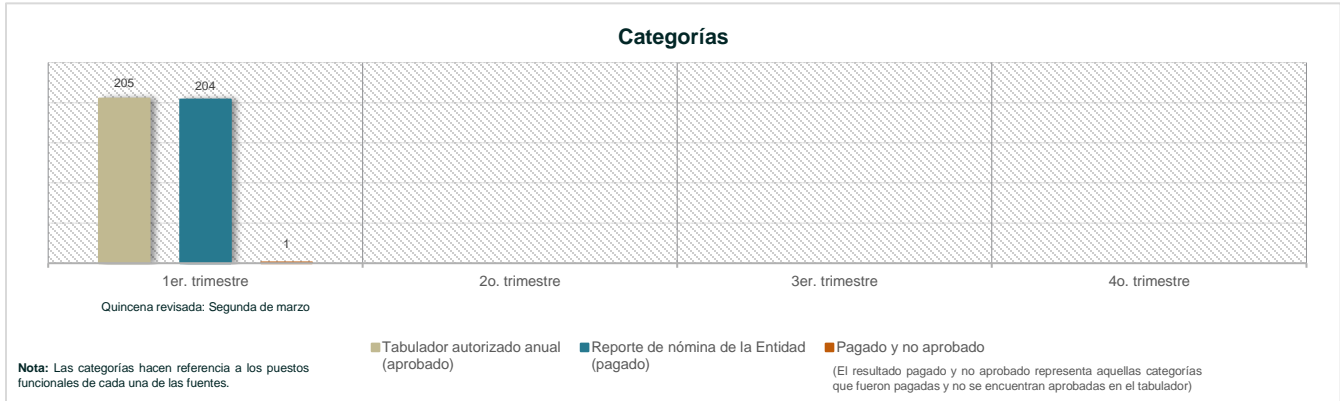 Categorías
205
204
1
1er. trimestre
2o. trimestre
3er. trimestre
4o. trimestre
Quincena revisada: Segunda de marzo
Tabulador autorizado anual
(aprobado)
Reporte de nómina de la Entidad
(pagado)
Pagado y no aprobado
(El resultado pagado y no aprobado representa aquellas categorías
que fueron pagadas y no se encuentran aprobadas en el tabulador)
Nota: Las categorías hacen referencia a los puestos
funcionales de cada una de las fuentes.